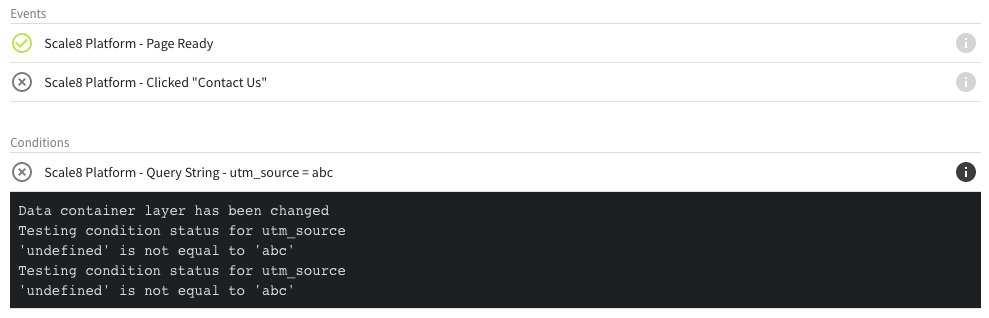 Events
Scale8 Platform - Page Ready
i
Scale8 Platform - Clicked "Contact Us"
i
Conditions
Scale8 Platform - Query String - utm_source = abc
i
Data container layer has been changed
Testing condition status for utm_source
'undefined' is not equal to 'abc'
Testing condition status for utm_source
'undefined' is not equal to 'abc'